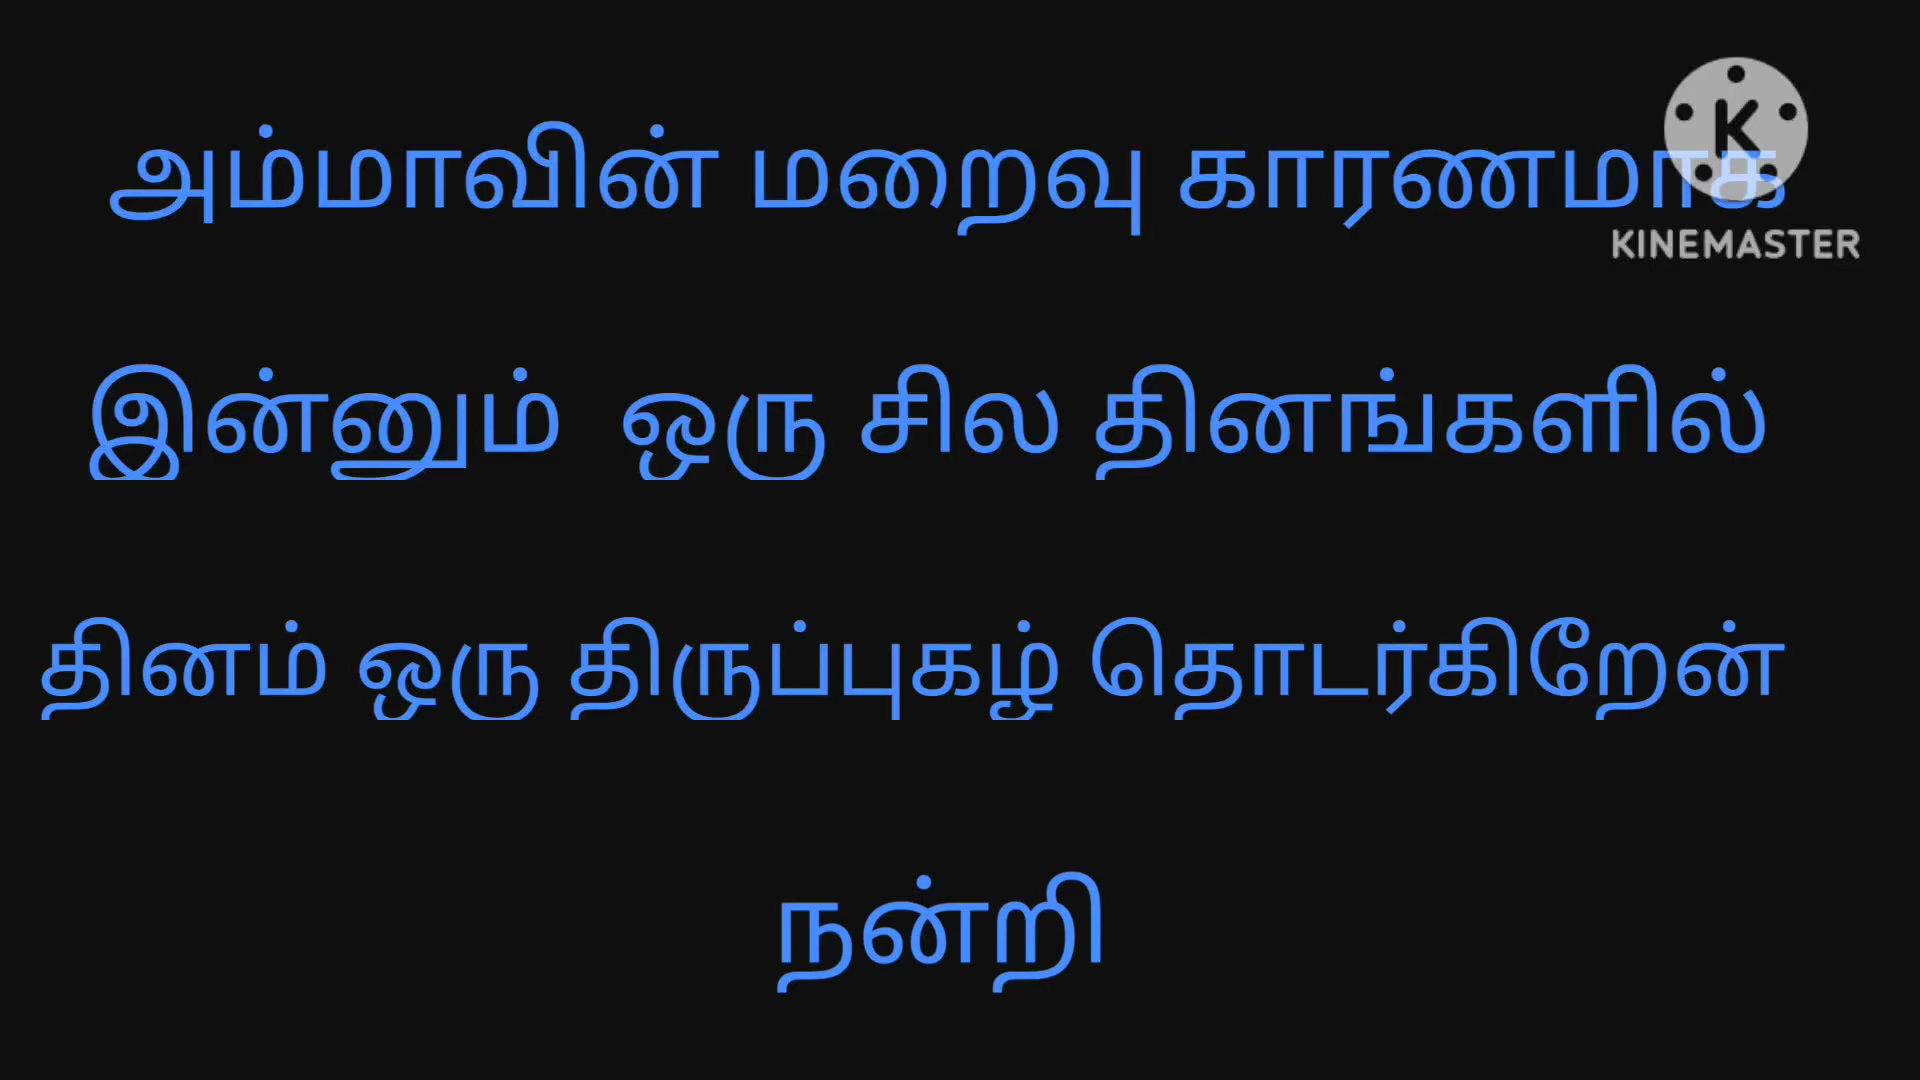 அம்மாவின் மறைவு காரணமாக
KINEMASTER
இன்னும் ஒரு சில தினங்களில்
தினம் ஒரு திருப்புகழ் தொடர்கிறேன்
நன்றி